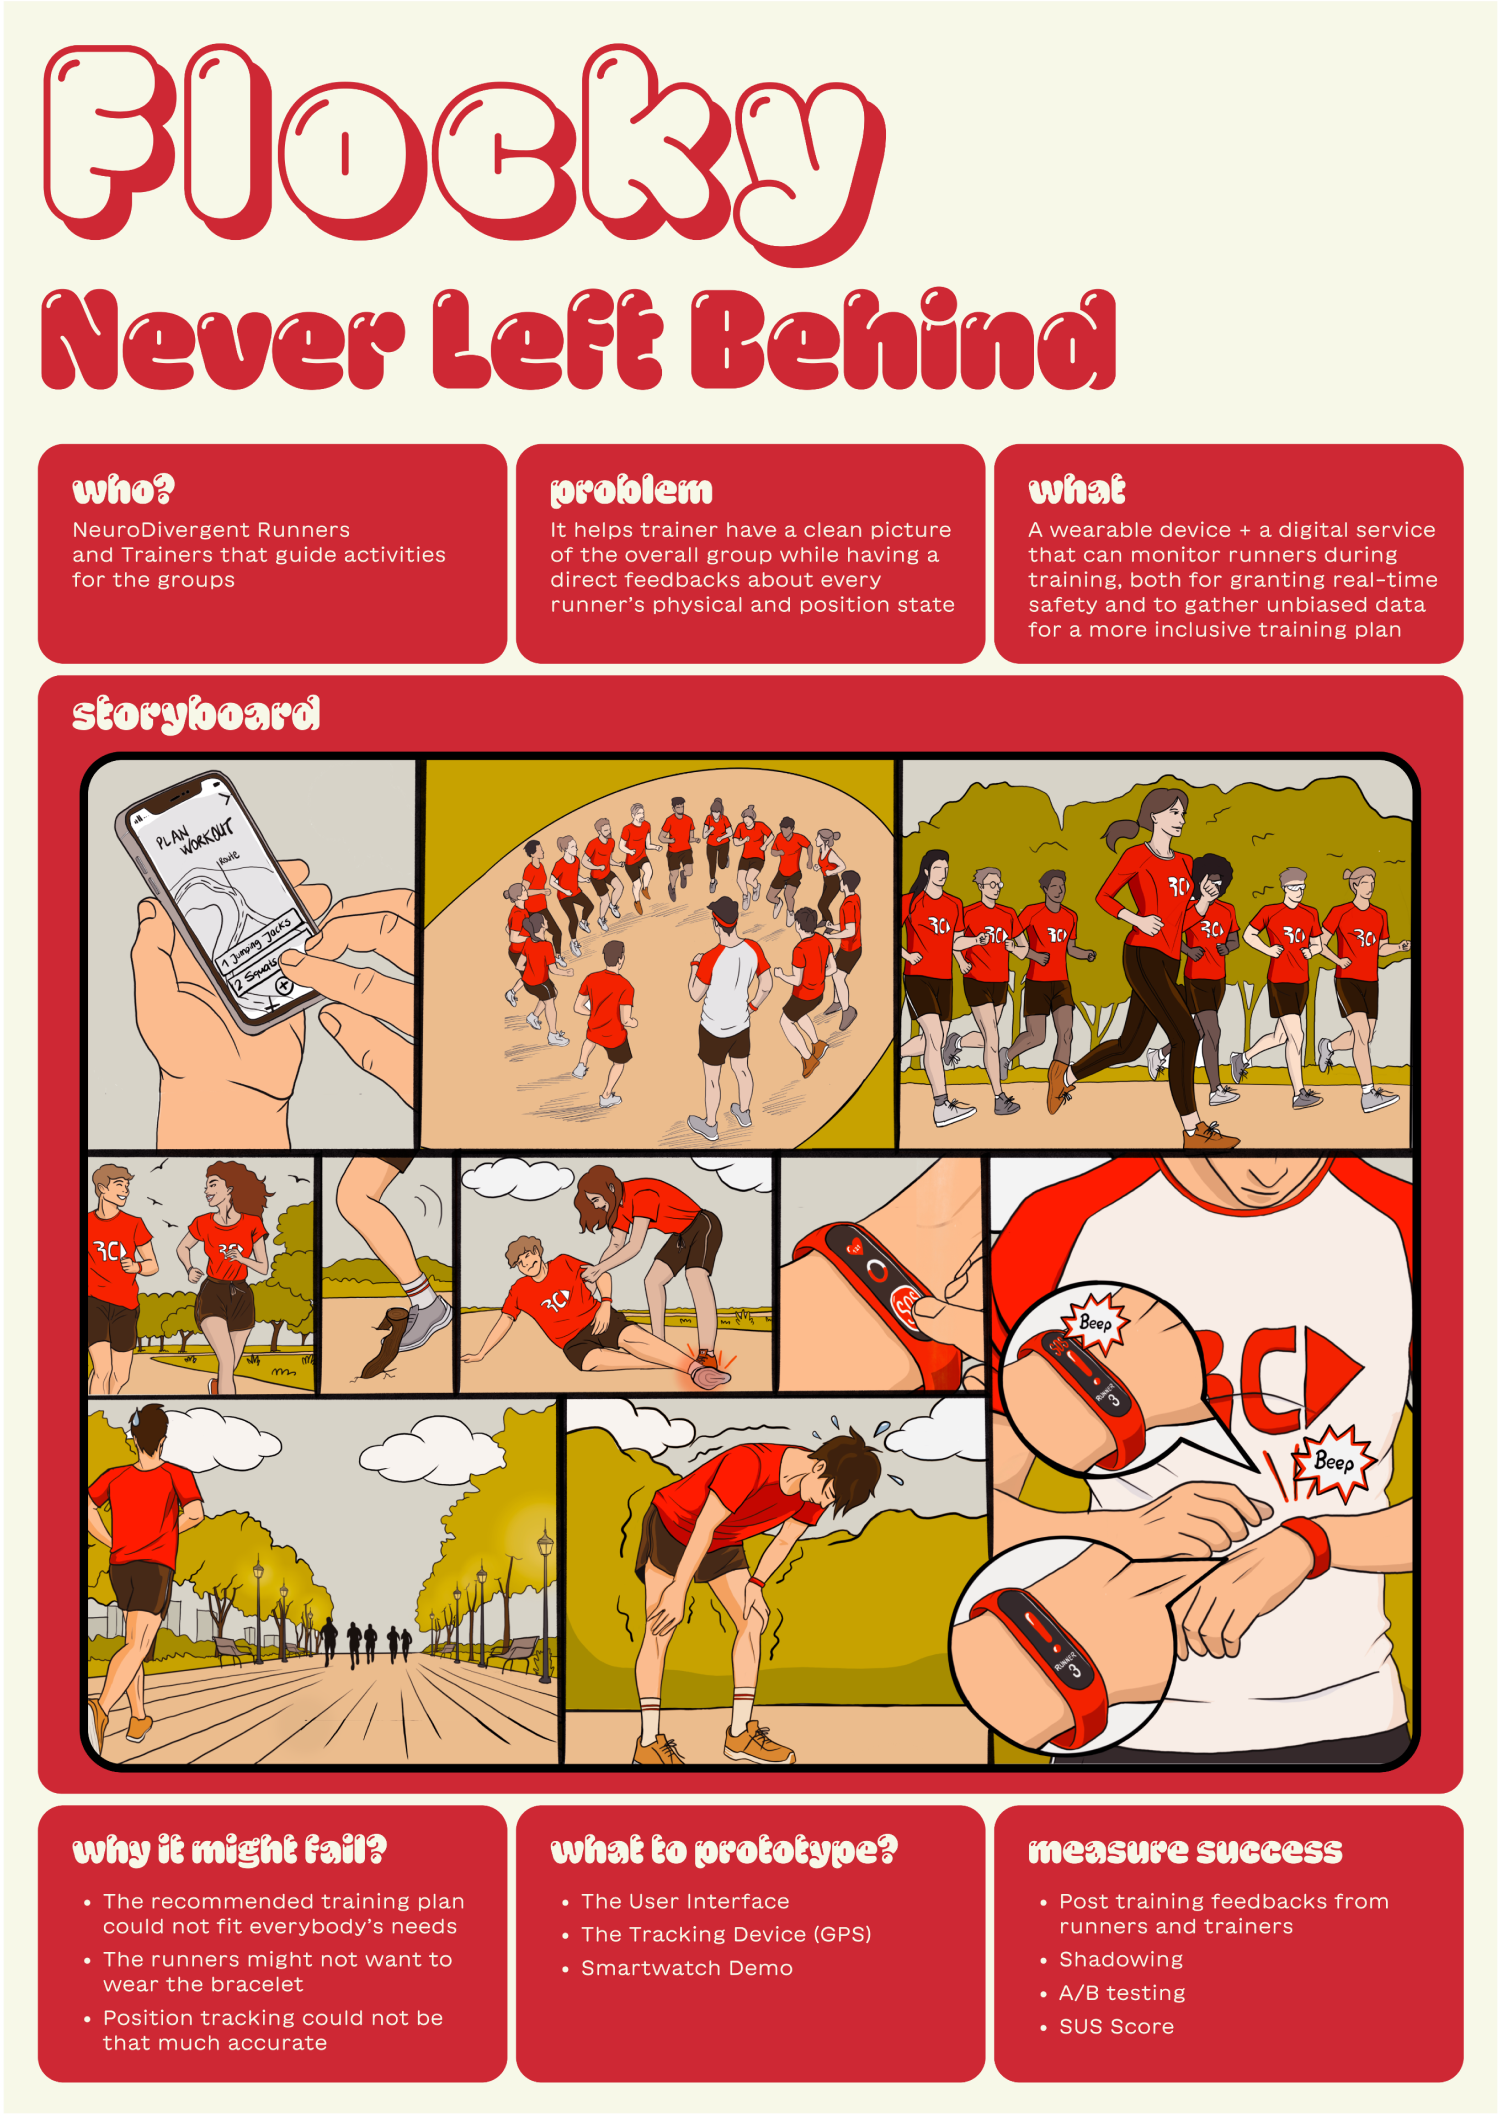 Flocky
Never Left Behind
who?
NeuroDivergent Runners
and Trainers that guide activities
for the groups
problem
It helps trainer have a clean picture
of the overall group while having a
direct feedbacks about every
runner's physical and position state
what
A wearable device + a digital service
that can monitor runners during
training, both for granting real-time
safety and to gather unbiased data
for a more inclusive training plan
storyboard
PLAN
WORKOUT
Route
1 Jumping Jacks
2 Squats
SOS
Beep
SOS
RUNNER
3
Beep
RUNNER
3
why it might fail?
• The recommended training plan
could not fit everybody's needs
• The runners might not want to
wear the bracelet
• Position tracking could not be
that much accurate
what to prototype?
• The User Interface
• The Tracking Device (GPS)
• Smartwatch Demo
measure success
• Post training feedbacks from
runners and trainers
• Shadowing
• A/B testing
• SUS Score